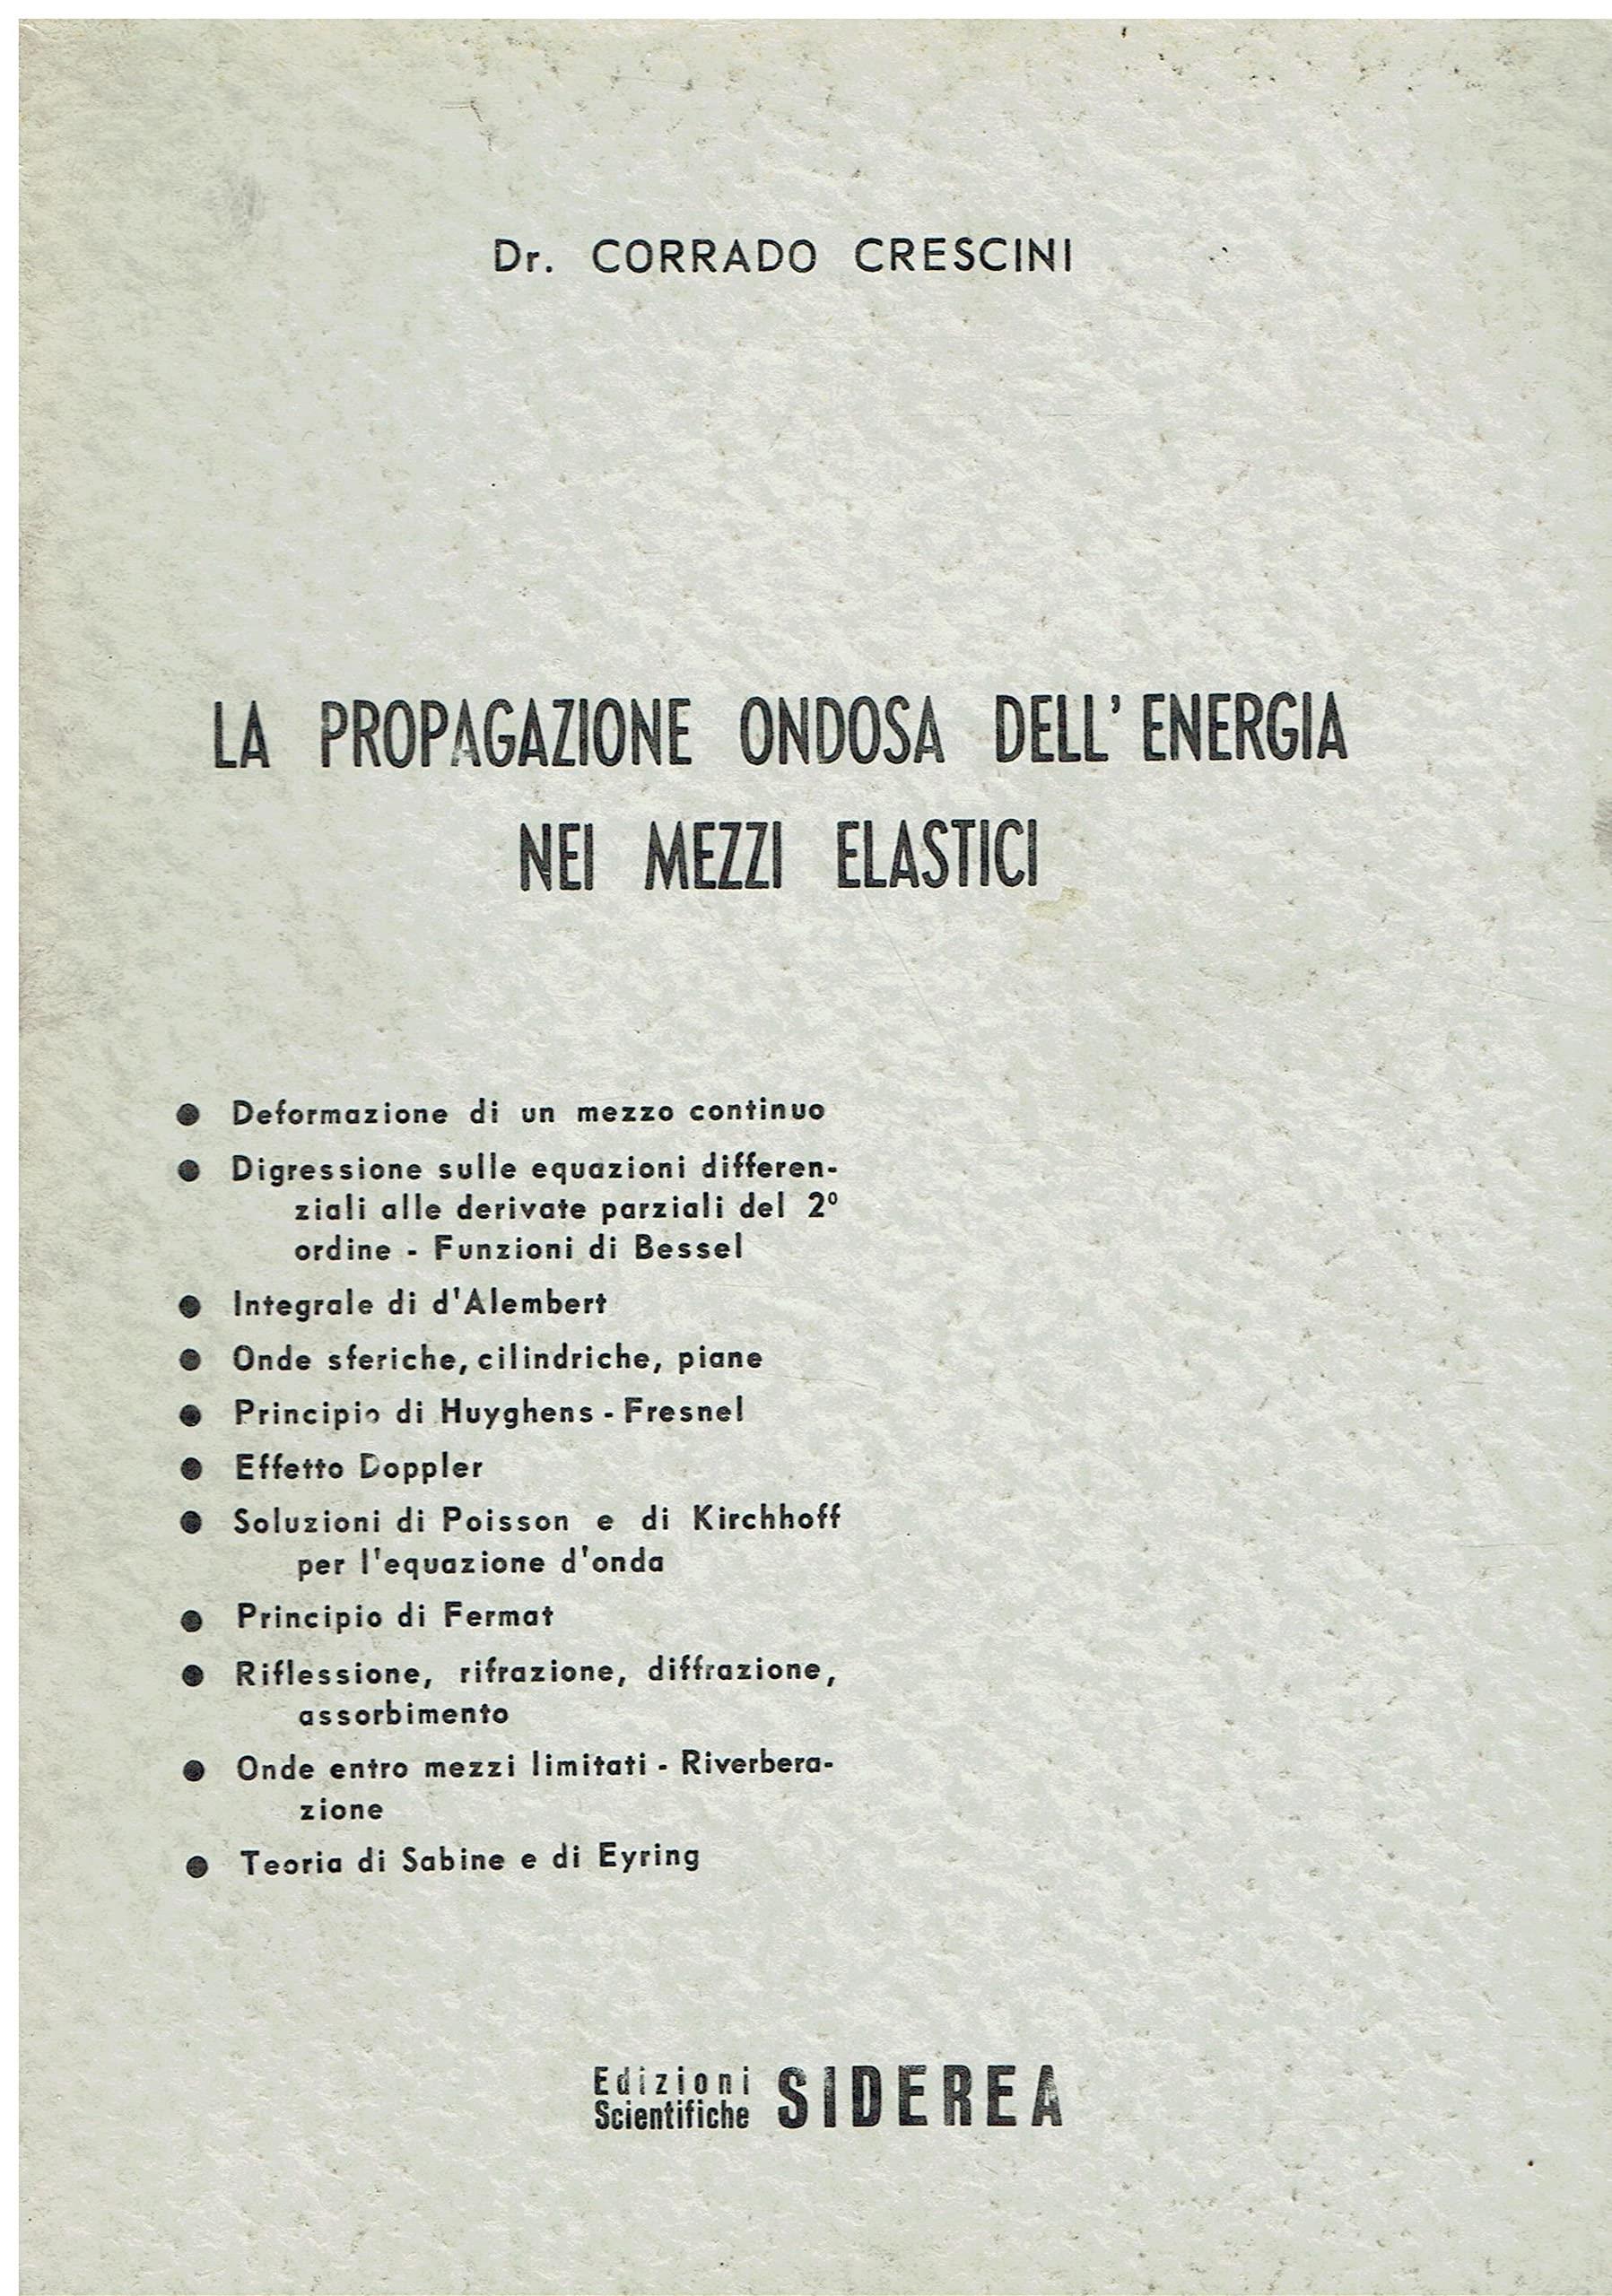 Dr. CORRADO CRESCINI
LA PROPAGAZIONE ONDOSA DELL'ENERGIA
NEI MEZZI ELASTICI
● Deformazione di un mezzo continuo
● Digressione sulle equazioni differen-
ziali alle derivate parziali del 2º
ordine - Funzioni di Bessel
● Integrale di d'Alembert
● Onde sferiche, cilindriche, piane
● Principio di Huyghens - Fresnel
● Effetto Doppler
● Soluzioni di Poisson e di Kirchhoff
per l'equazione d'onda
● Principio di Fermat
● Riflessione, rifrazione, diffrazione,
assorbimento
● Onde entro mezzi limitati - Riverbera-
zione
● Teoria di Sabine e di Eyring
Edizioni
Scientifiche SIDEREA